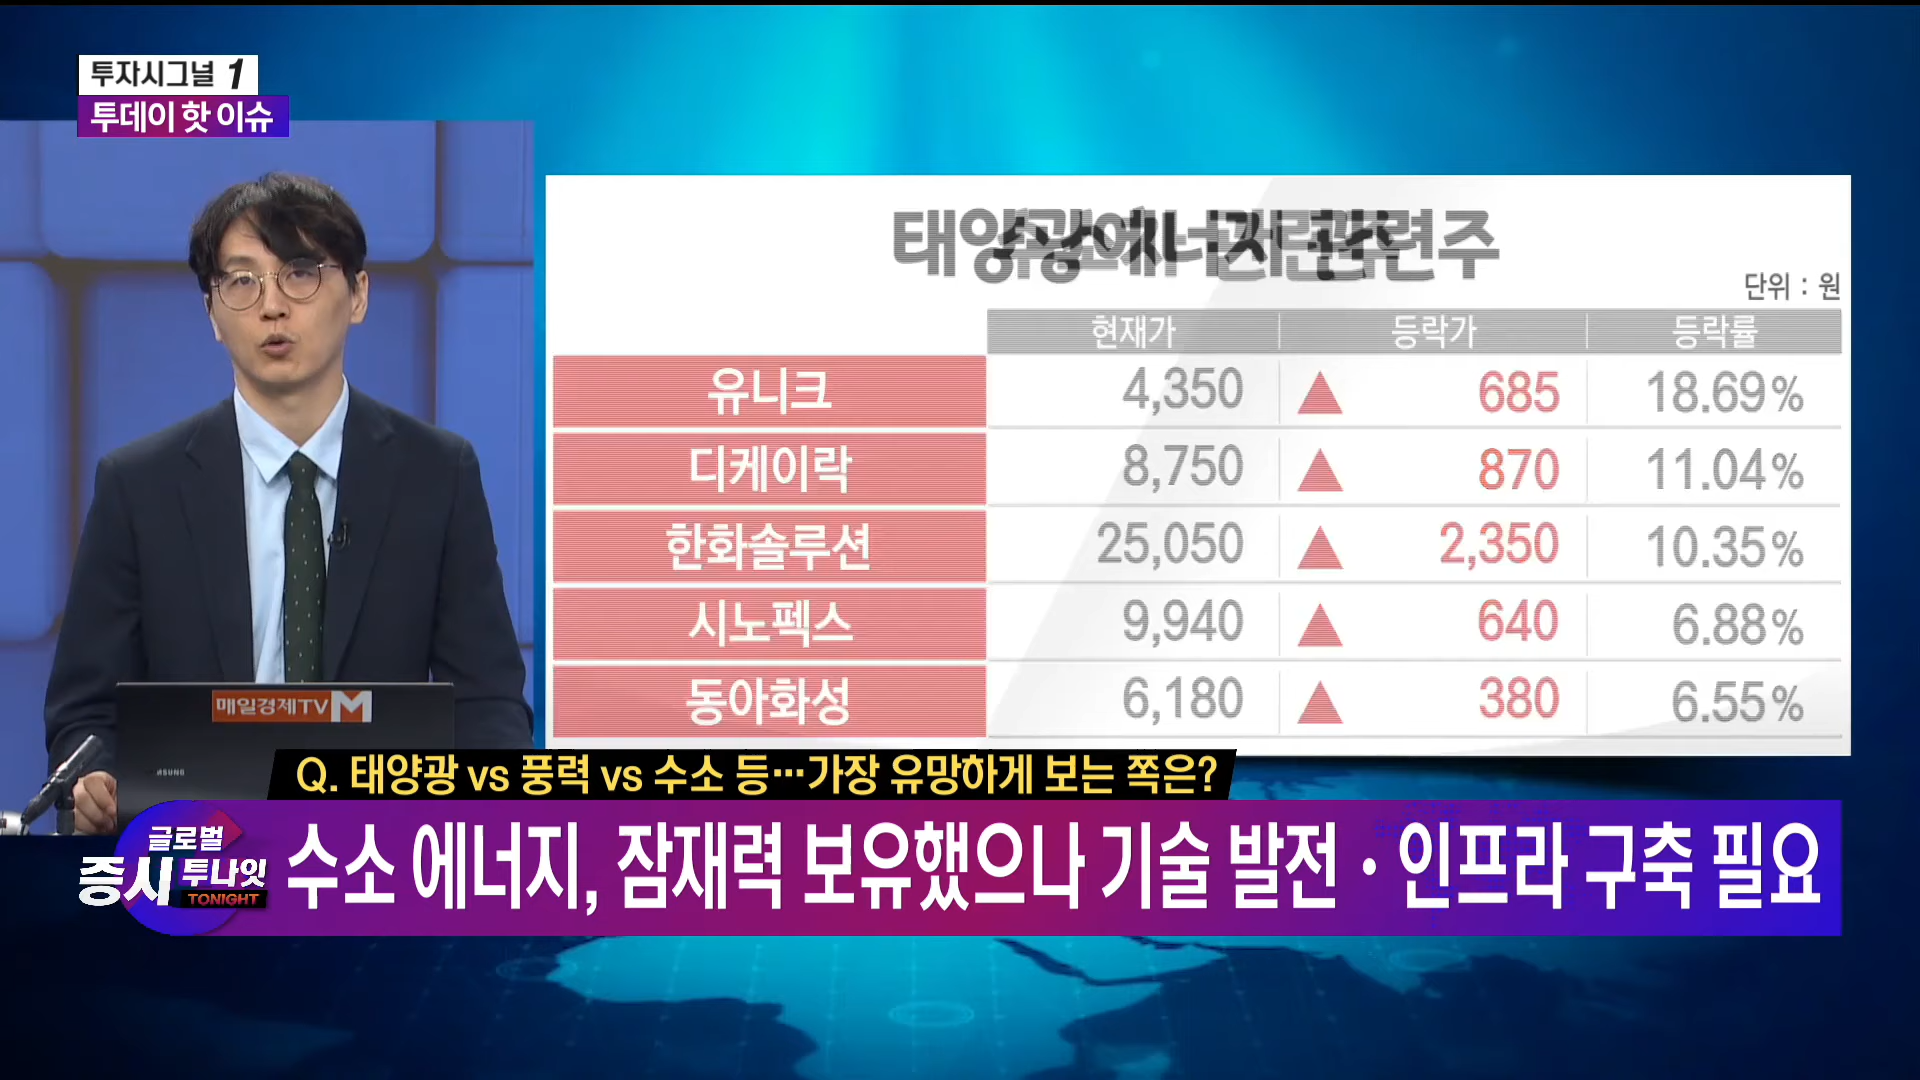 투자시그널 1
투데이 핫 이슈
단위 : 원
현재가 등락가 등락률
유니크 4,350 ▲ 685 18.69%
디케이락 8,750 ▲ 870 11.04%
한화솔루션 25,050 ▲ 2,350 10.35%
시노펙스 9,940 ▲ 640 6.88%
동아화성 6,180 ▲ 380 6.55%
매일경제TV M
SAMSUNG
Q. 태양광 vs 풍력 vs 수소 등…가장 유망하게 보는 쪽은?
글로벌
증시 투나잇
TONIGHT
수소 에너지, 잠재력 보유했으나 기술 발전·인프라 구축 필요